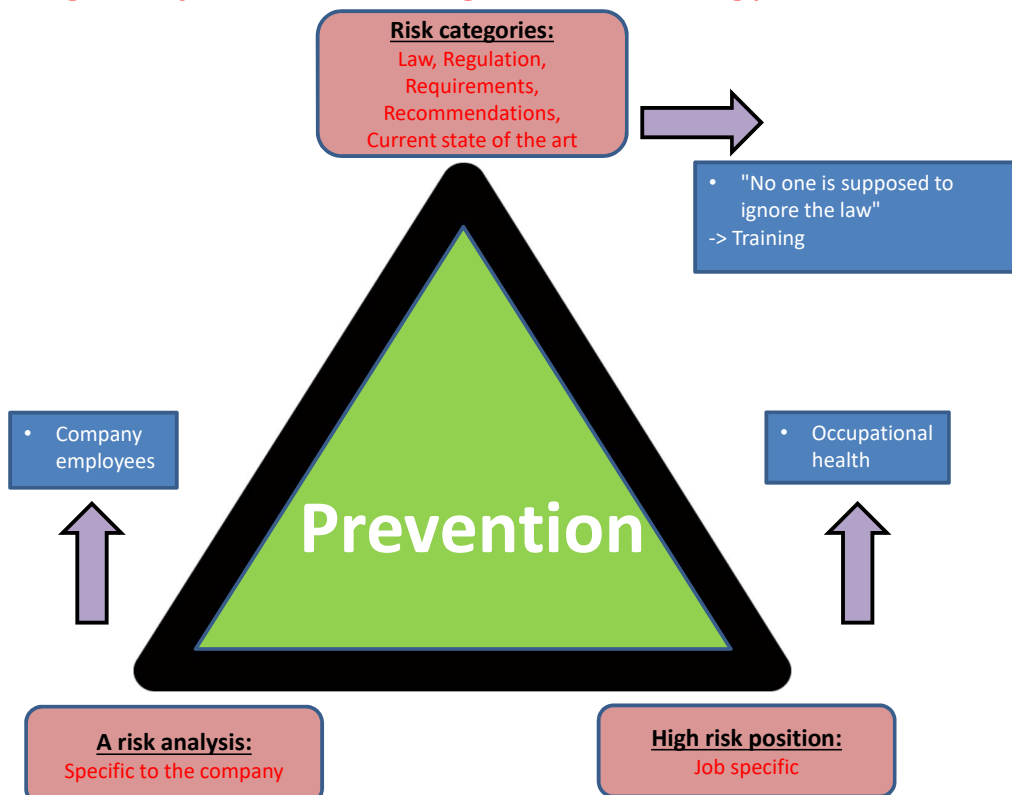 Risk categories:
Law, Regulation,
Requirements,
Recommendations,
Current state of the art
• "No one is supposed to
ignore the law"
-> Training
• Company
employees
• Occupational
health
Prevention
A risk analysis:
Specific to the company
High risk position:
Job specific